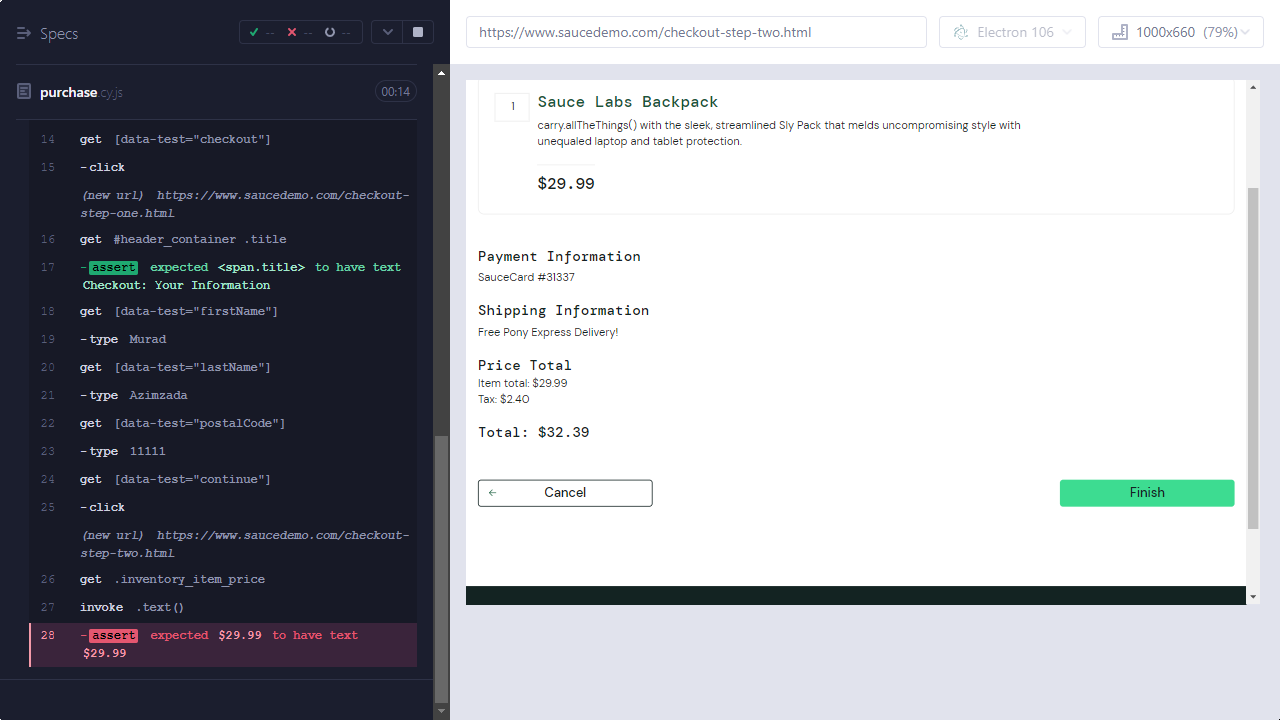 Specs
--
--
--
purchase.cy.js
00:14
14 get [data-test="checkout"]
15 -click
(new url) https://www.saucedemo.com/checkout-
step-one.html
16 get #header_container .title
17 -assert expected <span.title> to have text
Checkout: Your Information
18 get [data-test="firstName"]
19 -type Murad
20 get [data-test="lastName"]
21 -type Azimzada
22 get [data-test="postalCode"]
23 -type 11111
24 get [data-test="continue"]
25 -click
(new url) https://www.saucedemo.com/checkout-
step-two.html
26 get .inventory_item_price
27 invoke .text()
28 -assert expected $29.99 to have text
$29.99
https://www.saucedemo.com/checkout-step-two.html
Electron 106
1000x660 (79%)
1
Sauce Labs Backpack
carry.allTheThings() with the sleek, streamlined Sly Pack that melds uncompromising style with
unequaled laptop and tablet protection.
$29.99
Payment Information
SauceCard #31337
Shipping Information
Free Pony Express Delivery!
Price Total
Item total: $29.99
Tax: $2.40
Total: $32.39
Cancel
Finish